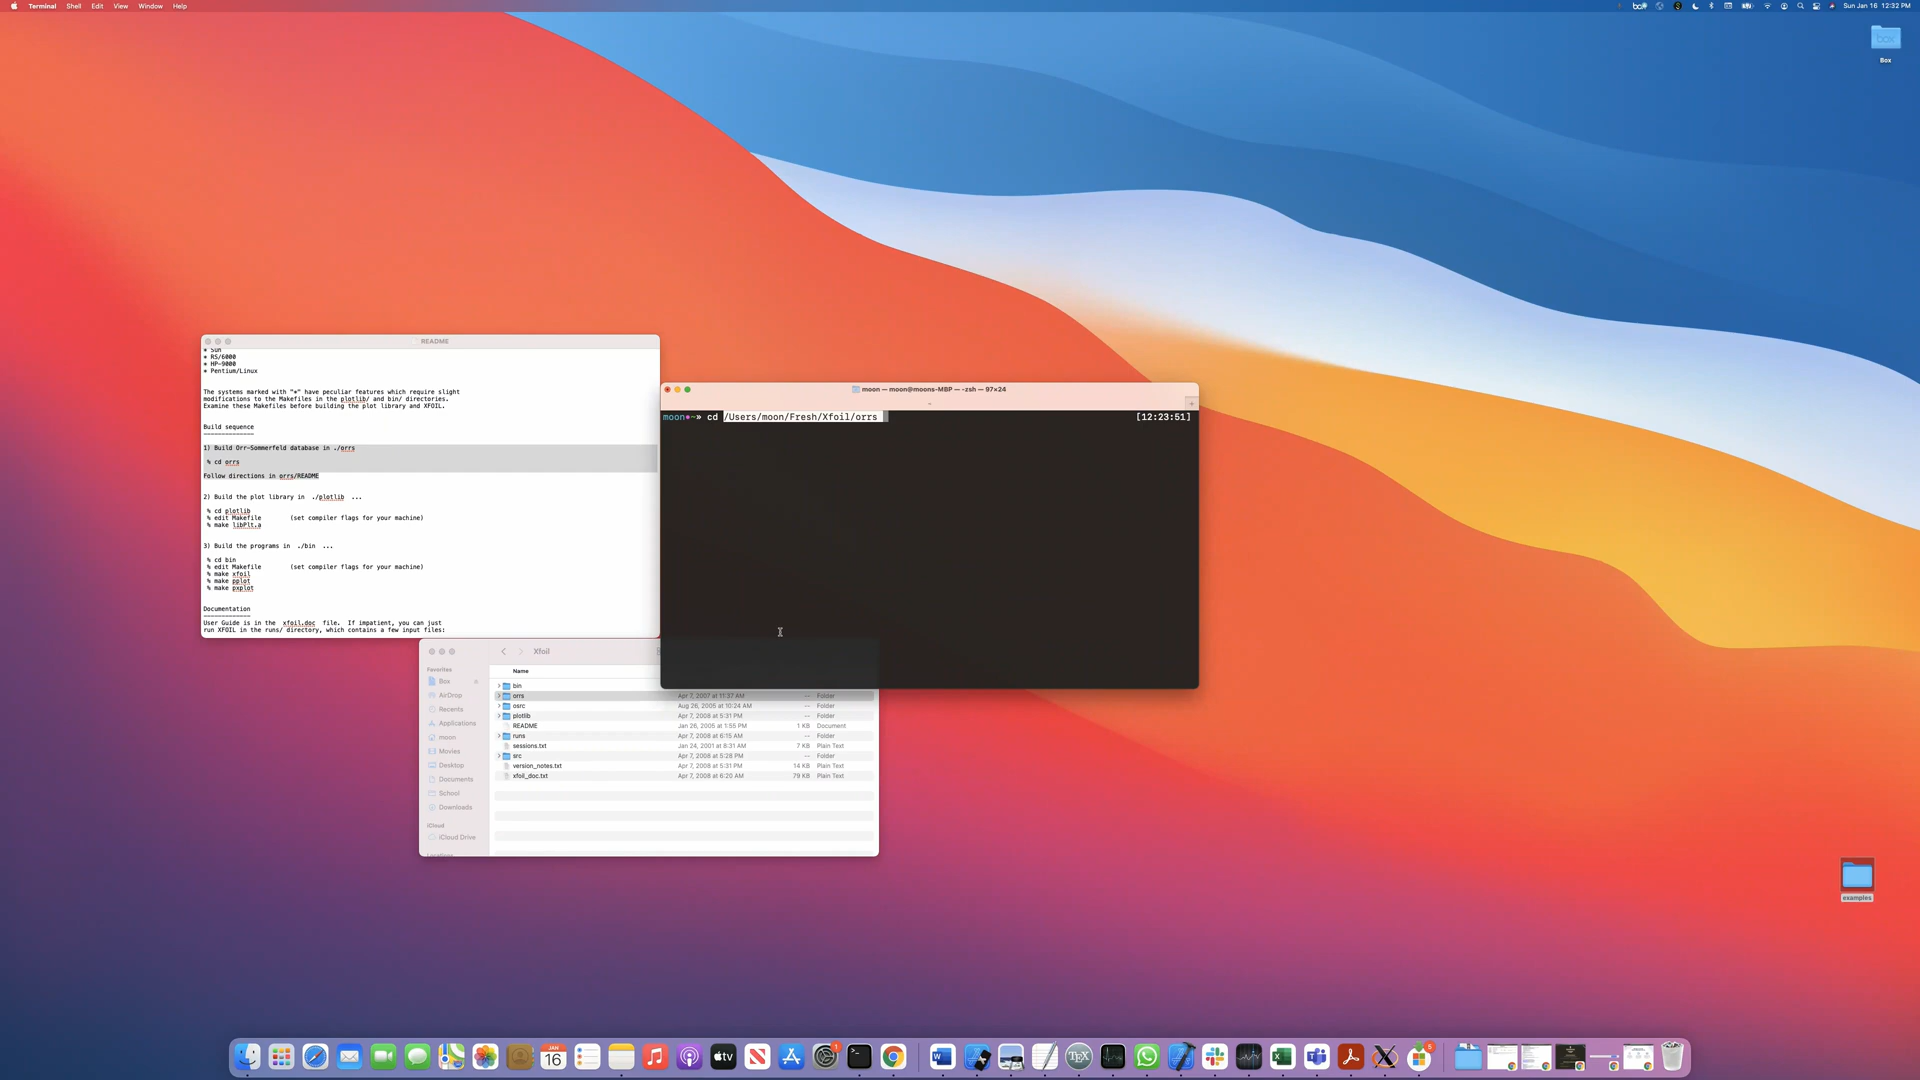 Terminal Shell Edit View Window Help
Sun Jan 16 12:32 PM
Box
README
* Sun
* RS/6000
* HP-9000
* Pentium/Linux
The systems marked with "*" have peculiar features which require slight
modifications to the Makefiles in the plotlib/ and bin/ directories.
Examine these Makefiles before building the plot library and XFOIL.
Build sequence
--------------
1) Build Orr-Sommerfeld database in ./orrs
% cd orrs
Follow directions in orrs/README
2) Build the plot library in ./plotlib ...
% cd plotlib
% edit Makefile (set compiler flags for your machine)
% make libPlt.a
3) Build the programs in ./bin ...
% cd bin
% edit Makefile (set compiler flags for your machine)
% make xfoil
% make pplot
% make pxplot
Documentation
-------------
User Guide is in the xfoil.doc file. If impatient, you can just
run XFOIL in the runs/ directory, which contains a few input files:
moon — moon@moons-MBP — -zsh — 97×24
moon•~» cd /Users/moon/Fresh/Xfoil/orrs [12:23:51]
Xfoil
Favorites
Box
AirDrop
Recents
Applications
moon
Movies
Desktop
Documents
School
Downloads
iCloud
iCloud Drive
Name
bin
orrs Apr 7, 2007 at 11:37 AM -- Folder
osrc Aug 26, 2005 at 10:24 AM -- Folder
plotlib Apr 7, 2008 at 5:31 PM -- Folder
README Jan 26, 2005 at 1:55 PM 1 KB Document
runs Apr 7, 2008 at 6:15 AM -- Folder
sessions.txt Jan 24, 2001 at 8:31 AM 7 KB Plain Text
src Apr 7, 2008 at 5:28 PM -- Folder
version_notes.txt Apr 7, 2008 at 5:31 PM 14 KB Plain Text
xfoil_doc.txt Apr 7, 2008 at 6:20 AM 79 KB Plain Text
examples
JAN
16
tv
1
W
TEX
X
5